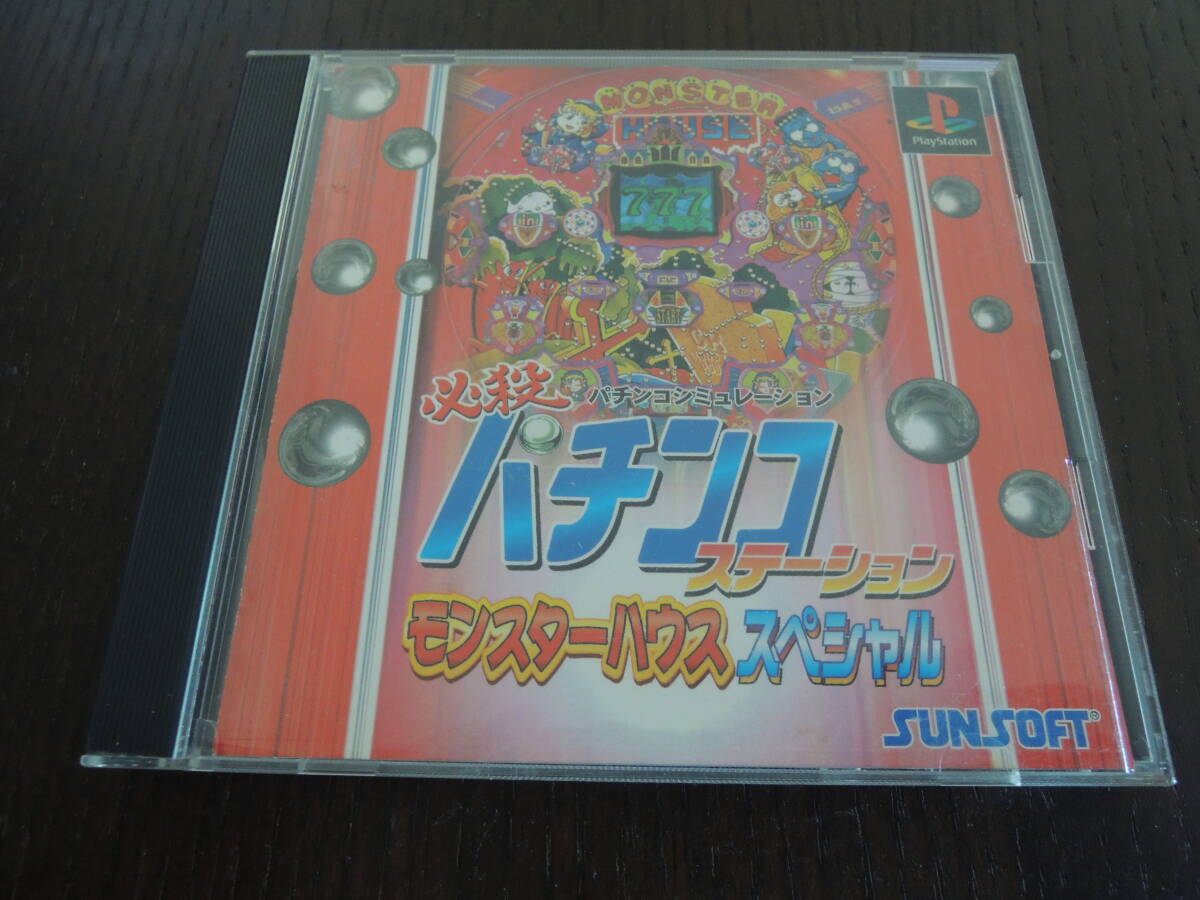 MONSTER
HOUSE
PlayStation
777
START
必殺
パチンコシミュレーション
パチンコ
ステーション
モンスターハウス スペシャル
SUNSOFT®